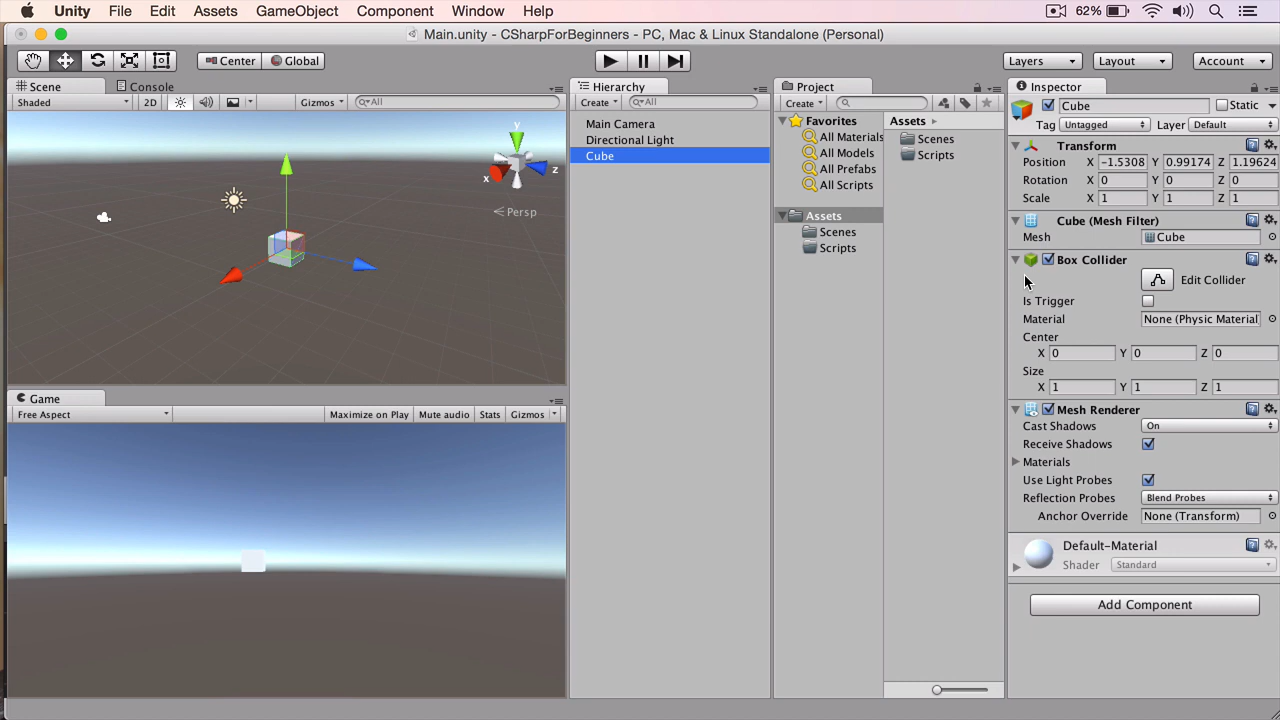 Unity File Edit Assets GameObject Component Window Help 62%
Main.unity - CSharpForBeginners - PC, Mac & Linux Standalone (Personal)
Center Global Layers Layout Account
Scene Console
Shaded 2D Gizmos All
y
x z
Persp
Game
Free Aspect Maximize on Play Mute audio Stats Gizmos
Hierarchy
Create All
Main Camera
Directional Light
Cube
Project
Create
Favorites
All Materials
All Models
All Prefabs
All Scripts
Assets
Scenes
Scripts
Assets
Scenes
Scripts
Inspector
Cube Static
Tag Untagged Layer Default
Transform
Position X -1.5308 Y 0.99174 Z 1.19624
Rotation X 0 Y 0 Z 0
Scale X 1 Y 1 Z 1
Cube (Mesh Filter)
Mesh Cube
Box Collider
Edit Collider
Is Trigger
Material None (Physic Material
Center
X 0 Y 0 Z 0
Size
X 1 Y 1 Z 1
Mesh Renderer
Cast Shadows On
Receive Shadows
Materials
Use Light Probes
Reflection Probes Blend Probes
Anchor Override None (Transform)
Default-Material
Shader Standard
Add Component